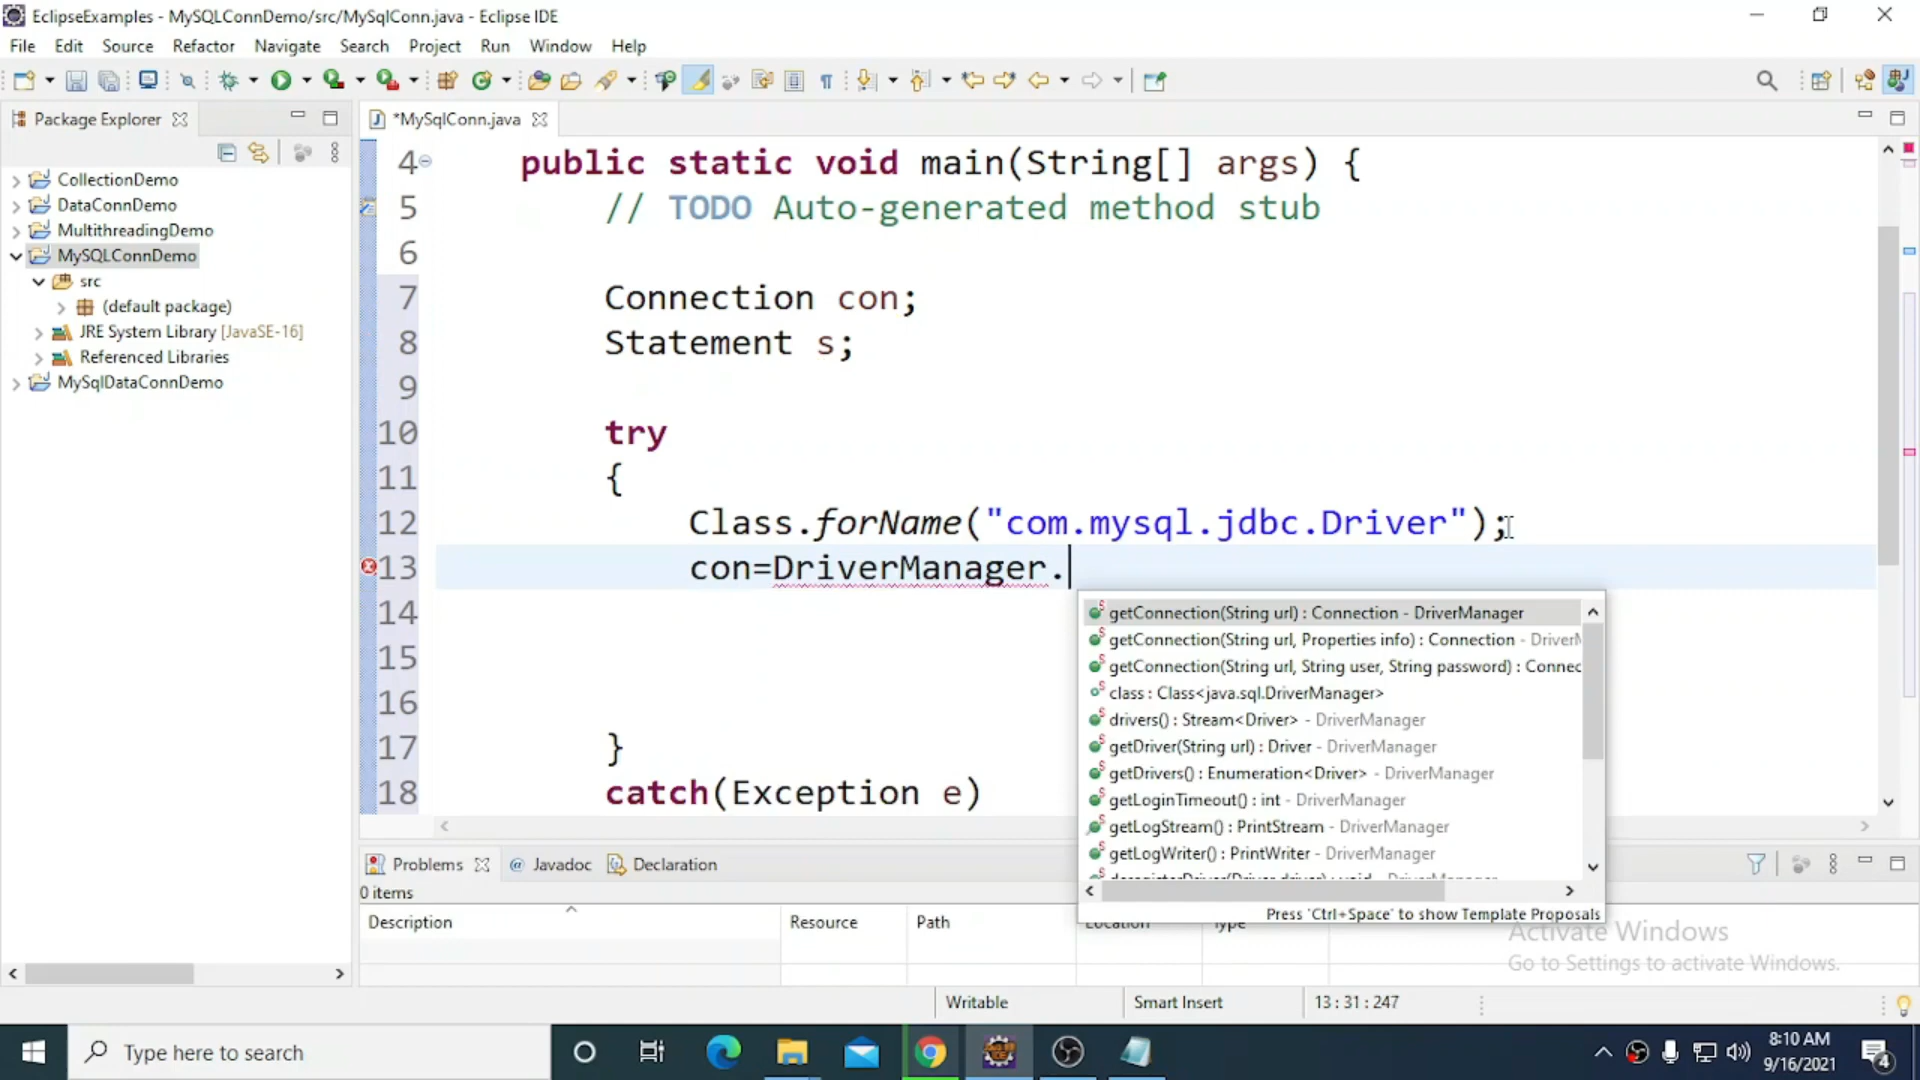 EclipseExamples - MySQLConnDemo/src/MySqlConn.java - Eclipse IDE
File Edit Source Refactor Navigate Search Project Run Window Help
Package Explorer
*MySqlConn.java
CollectionDemo
DataConnDemo
MultithreadingDemo
MySQLConnDemo
src
(default package)
JRE System Library [JavaSE-16]
Referenced Libraries
MySqlDataConnDemo
4 public static void main(String[] args) {
5 // TODO Auto-generated method stub
6
7 Connection con;
8 Statement s;
9
10 try
11 {
12 Class.forName("com.mysql.jdbc.Driver");
13 con=DriverManager.
14
15
16
17 }
18 catch(Exception e)
getConnection(String url) : Connection - DriverManager
getConnection(String url, Properties info) : Connection - Driver
getConnection(String url, String user, String password) : Connec
class : Class<java.sql.DriverManager>
drivers() : Stream<Driver> - DriverManager
getDriver(String url) : Driver - DriverManager
getDrivers() : Enumeration<Driver> - DriverManager
getLoginTimeout() : int - DriverManager
getLogStream() : PrintStream - DriverManager
getLogWriter() : PrintWriter - DriverManager
Press 'Ctrl+Space' to show Template Proposals
Problems Javadoc Declaration
0 items
Description Resource Path Location Type
Activate Windows
Go to Settings to activate Windows.
Writable Smart Insert 13 : 31 : 247
Type here to search
8:10 AM
9/16/2021
4